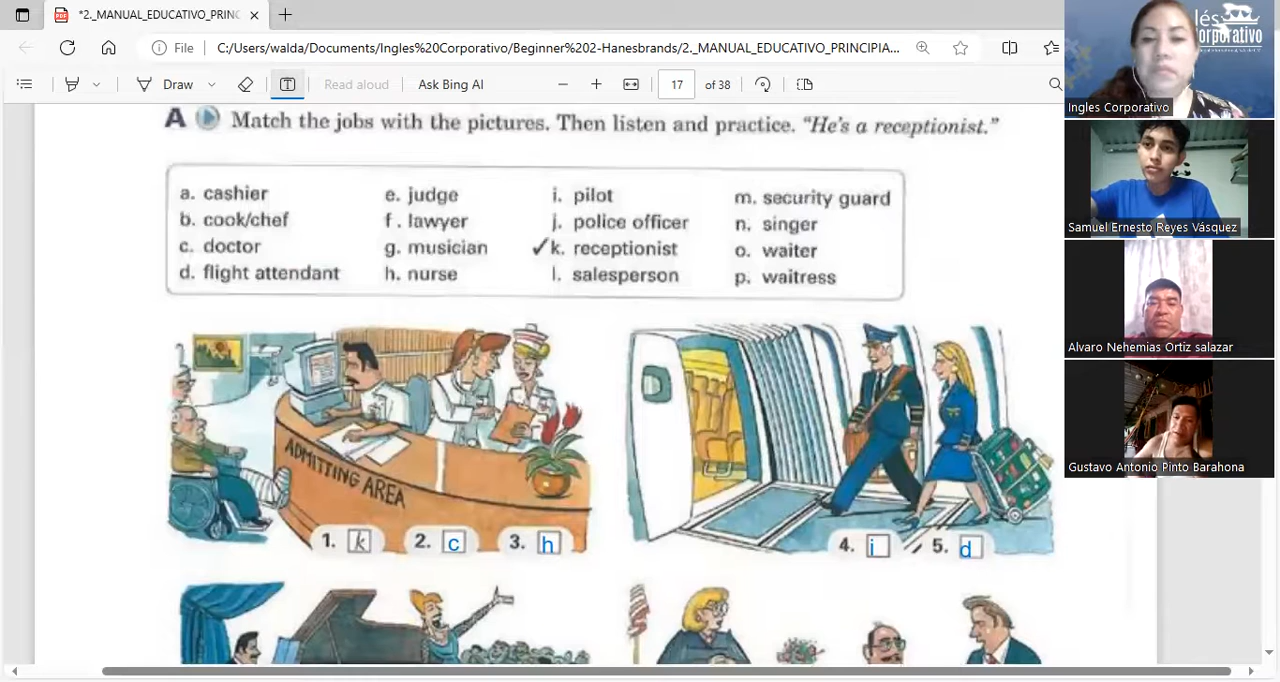 *2._MANUAL_EDUCATIVO_PRINC
File
C:/Users/walda/Documents/Ingles%20Corporativo/Beginner%202-Hanesbrands/2._MANUAL_EDUCATIVO_PRINCIPIA...
Draw
Read aloud
Ask Bing AI
17 of 38
A Match the jobs with the pictures. Then listen and practice. "He's a receptionist."
a. cashier
b. cook/chef
c. doctor
d. flight attendant
e. judge
f. lawyer
g. musician
h. nurse
i. pilot
j. police officer
✓k. receptionist
l. salesperson
m. security guard
n. singer
o. waiter
p. waitress
ADMITTING AREA
1. k 2. c 3. h
4. i 5. d
Ingles Corporativo
Samuel Ernesto Reyes Vásquez
Alvaro Nehemias Ortiz salazar
Gustavo Antonio Pinto Barahona